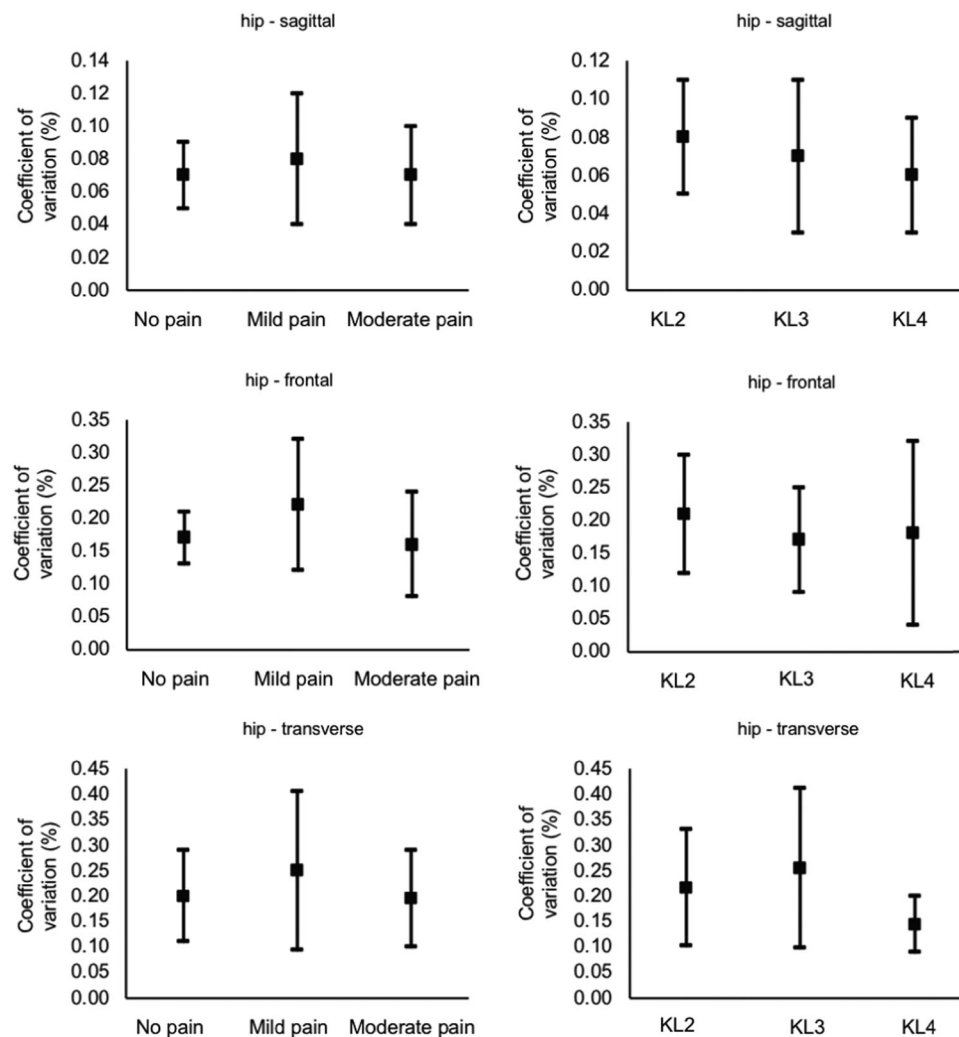 hip - sagittal
Coefficient of
variation (%)
0.14
0.12
0.10
0.08
0.06
0.04
0.02
0.00
No pain Mild pain Moderate pain
hip - sagittal
Coefficient of
variation (%)
0.12
0.10
0.08
0.06
0.04
0.02
0.00
KL2 KL3 KL4
hip - frontal
Coefficient of
variation (%)
0.35
0.30
0.25
0.20
0.15
0.10
0.05
0.00
No pain Mild pain Moderate pain
hip - frontal
Coefficient of
variation (%)
0.35
0.30
0.25
0.20
0.15
0.10
0.05
0.00
KL2 KL3 KL4
hip - transverse
Coefficient of
variation (%)
0.45
0.40
0.35
0.30
0.25
0.20
0.15
0.10
0.05
0.00
No pain Mild pain Moderate pain
hip - transverse
Coefficient of
variation (%)
0.45
0.40
0.35
0.30
0.25
0.20
0.15
0.10
0.05
0.00
KL2 KL3 KL4